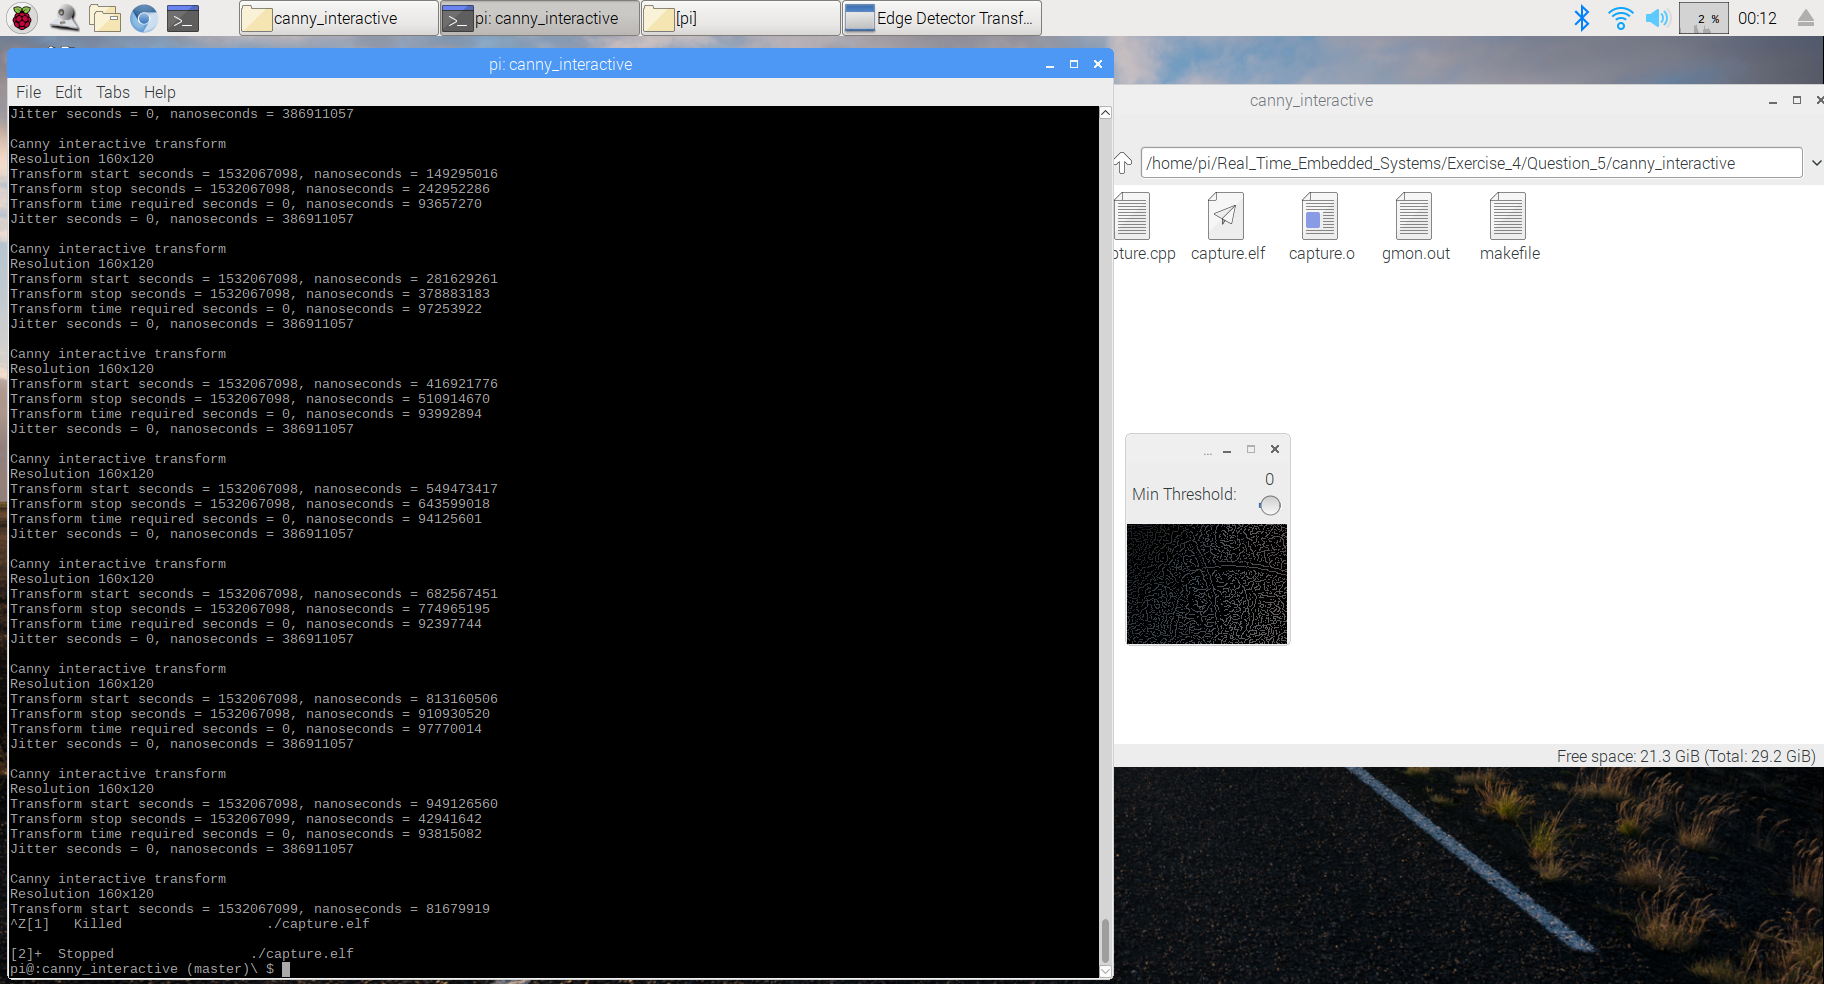 canny_interactive
pi: canny_interactive
[pi]
Edge Detector Transf...
2 %
00:12
pi: canny_interactive
File Edit Tabs Help
Jitter seconds = 0, nanoseconds = 386911057
Canny interactive transform
Resolution 160x120
Transform start seconds = 1532067098, nanoseconds = 149295016
Transform stop seconds = 1532067098, nanoseconds = 242952286
Transform time required seconds = 0, nanoseconds = 93657270
Jitter seconds = 0, nanoseconds = 386911057
Canny interactive transform
Resolution 160x120
Transform start seconds = 1532067098, nanoseconds = 281629261
Transform stop seconds = 1532067098, nanoseconds = 378883183
Transform time required seconds = 0, nanoseconds = 97253922
Jitter seconds = 0, nanoseconds = 386911057
Canny interactive transform
Resolution 160x120
Transform start seconds = 1532067098, nanoseconds = 416921776
Transform stop seconds = 1532067098, nanoseconds = 510914670
Transform time required seconds = 0, nanoseconds = 93992894
Jitter seconds = 0, nanoseconds = 386911057
Canny interactive transform
Resolution 160x120
Transform start seconds = 1532067098, nanoseconds = 549473417
Transform stop seconds = 1532067098, nanoseconds = 643599018
Transform time required seconds = 0, nanoseconds = 94125601
Jitter seconds = 0, nanoseconds = 386911057
Canny interactive transform
Resolution 160x120
Transform start seconds = 1532067098, nanoseconds = 682567451
Transform stop seconds = 1532067098, nanoseconds = 774965195
Transform time required seconds = 0, nanoseconds = 92397744
Jitter seconds = 0, nanoseconds = 386911057
Canny interactive transform
Resolution 160x120
Transform start seconds = 1532067098, nanoseconds = 813160506
Transform stop seconds = 1532067098, nanoseconds = 910930520
Transform time required seconds = 0, nanoseconds = 97770014
Jitter seconds = 0, nanoseconds = 386911057
Canny interactive transform
Resolution 160x120
Transform start seconds = 1532067098, nanoseconds = 949126560
Transform stop seconds = 1532067099, nanoseconds = 42941642
Transform time required seconds = 0, nanoseconds = 93815082
Jitter seconds = 0, nanoseconds = 386911057
Canny interactive transform
Resolution 160x120
Transform start seconds = 1532067099, nanoseconds = 81679919
^Z[1]   Killed                  ./capture.elf
[2]+  Stopped                 ./capture.elf
pi@:canny_interactive (master)\ $
canny_interactive
/home/pi/Real_Time_Embedded_Systems/Exercise_4/Question_5/canny_interactive
pture.cpp
capture.elf
capture.o
gmon.out
makefile
...
0
Min Threshold:
Free space: 21.3 GiB (Total: 29.2 GiB)